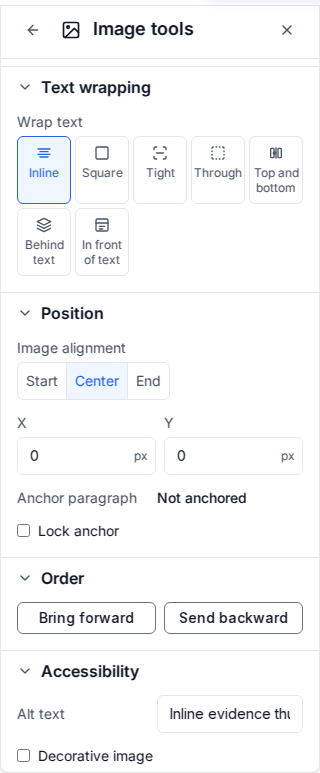 Image tools
Text wrapping
Wrap text
Inline
Square
Tight
Through
Top and
bottom
Behind
text
In front
of text
Position
Image alignment
Start Center End
X Y
0 px 0 px
Anchor paragraph Not anchored
Lock anchor
Order
Bring forward Send backward
Accessibility
Alt text Inline evidence thu
Decorative image